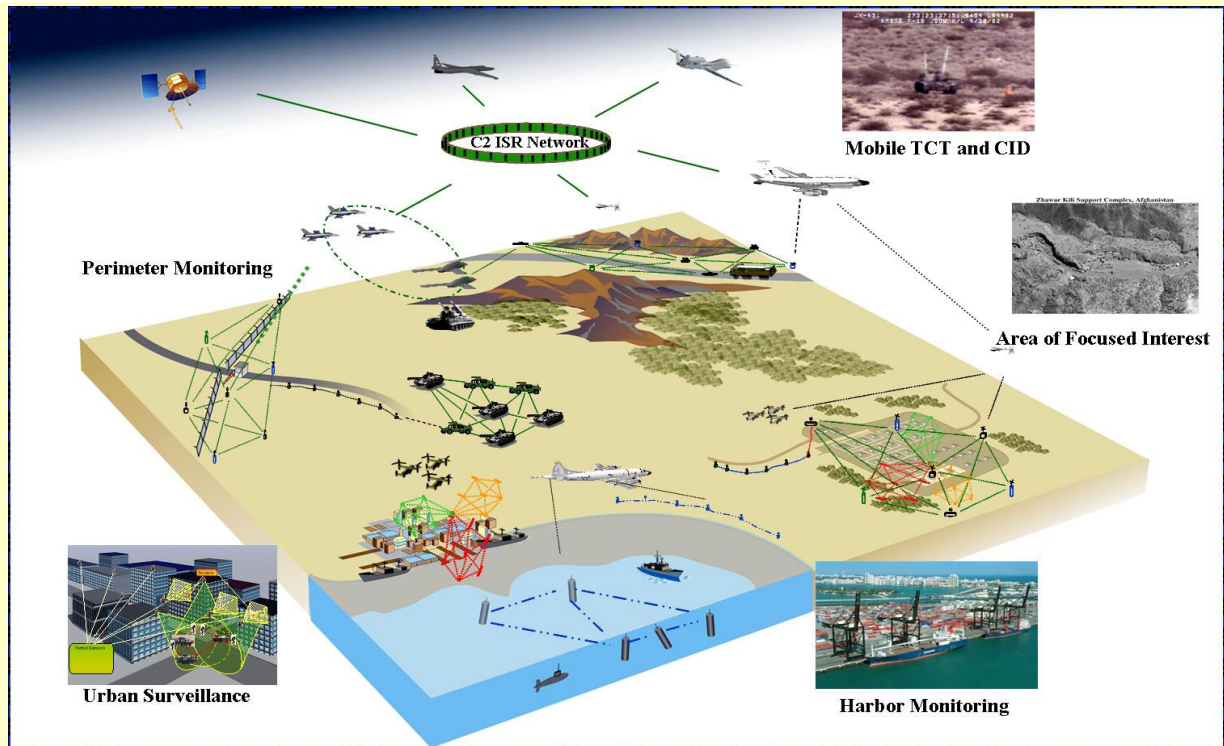 C2 ISR Network
Mobile TCT and CID
Zhawar Kili Support Complex, Afghanistan
Perimeter Monitoring
Area of Focused Interest
Urban Surveillance
Harbor Monitoring